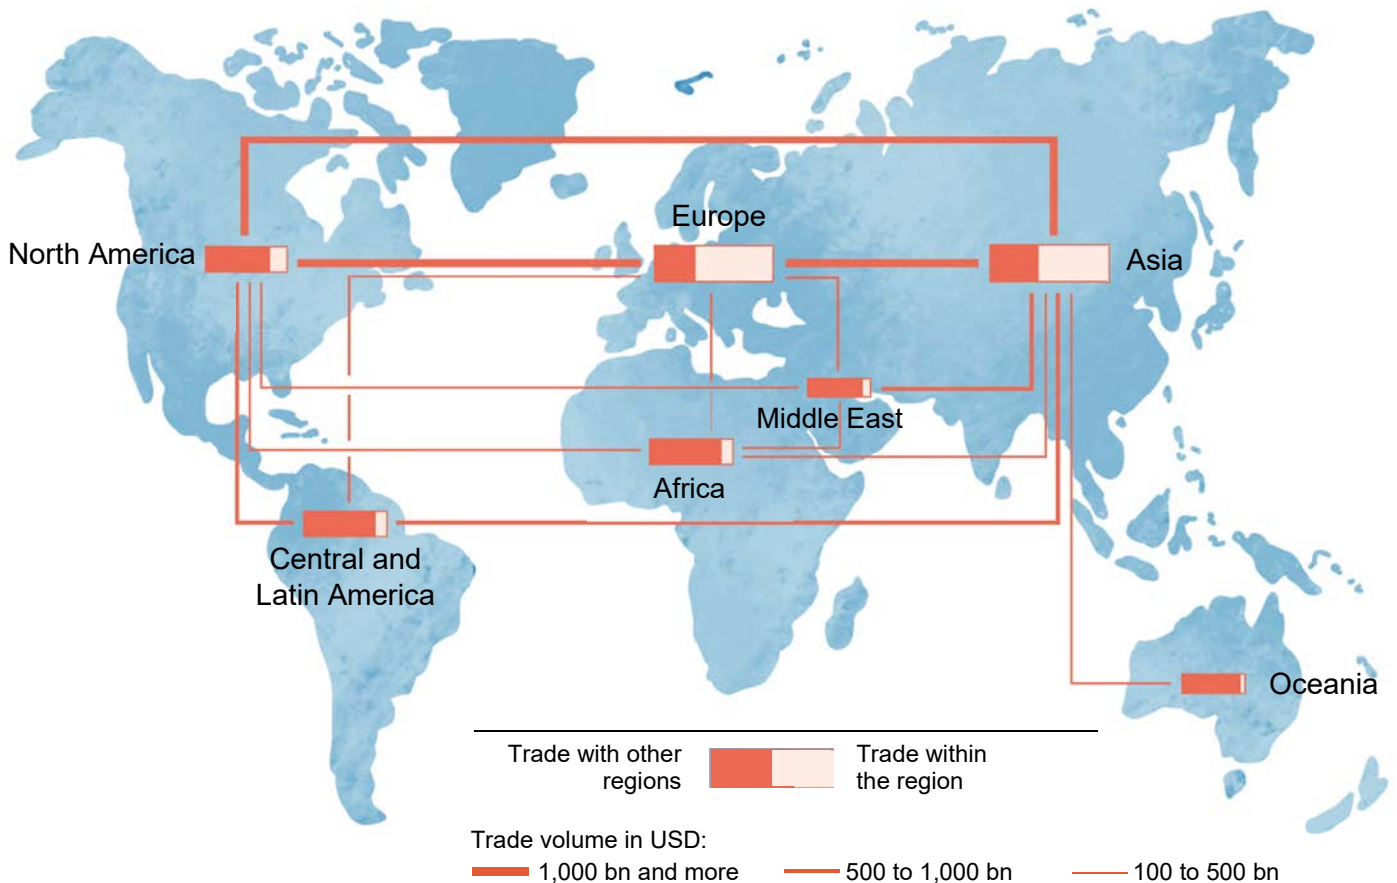 Europe
North America
Asia
Middle East
Africa
Central and
Latin America
Oceania
Trade with other
regions
Trade within
the region
Trade volume in USD:
1,000 bn and more
500 to 1,000 bn
100 to 500 bn